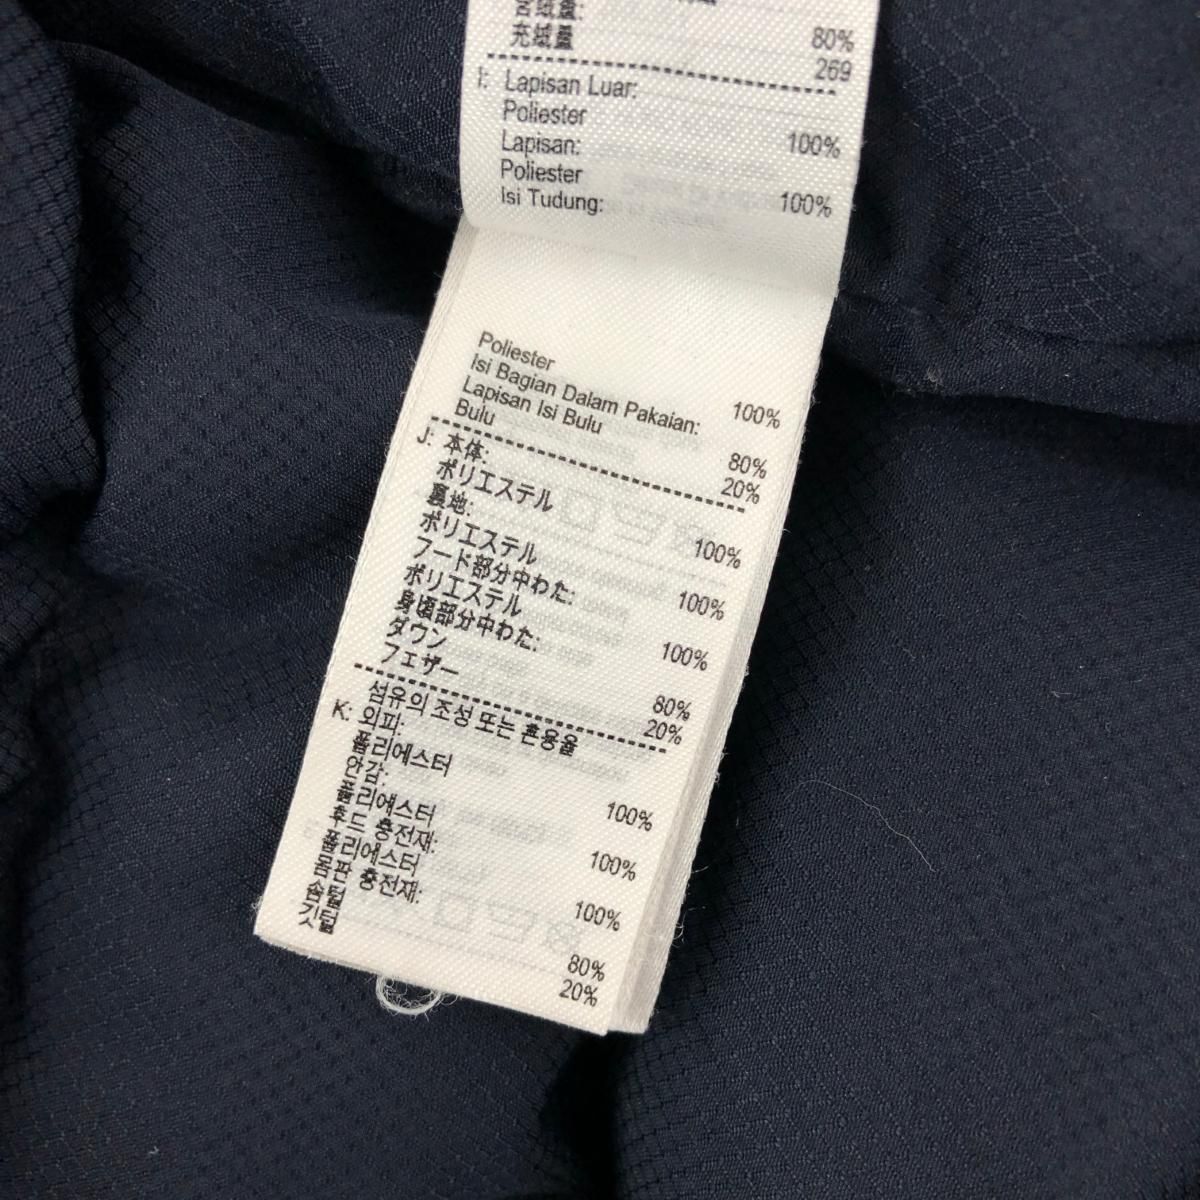 含绒量: 80%
充绒量 269
I: Lapisan Luar:
Poliester 100%
Lapisan:
Poliester 100%
Isi Tudung:
Poliester 100%
Isi Bagian Dalam Pakaian:
Lapisan Isi Bulu 80%
Bulu 20%
J: 本体:
ポリエステル 100%
裏地:
ポリエステル 100%
フード部分中わた:
ポリエステル 100%
身頃部分中わた:
ダウン 80%
フェザー 20%
섬유의 조성 또는 혼용율
K: 외피:
폴리에스터 100%
안감:
폴리에스터 100%
후드 충전재:
폴리에스터 100%
몸판 충전재:
솜털 80%
깃털 20%